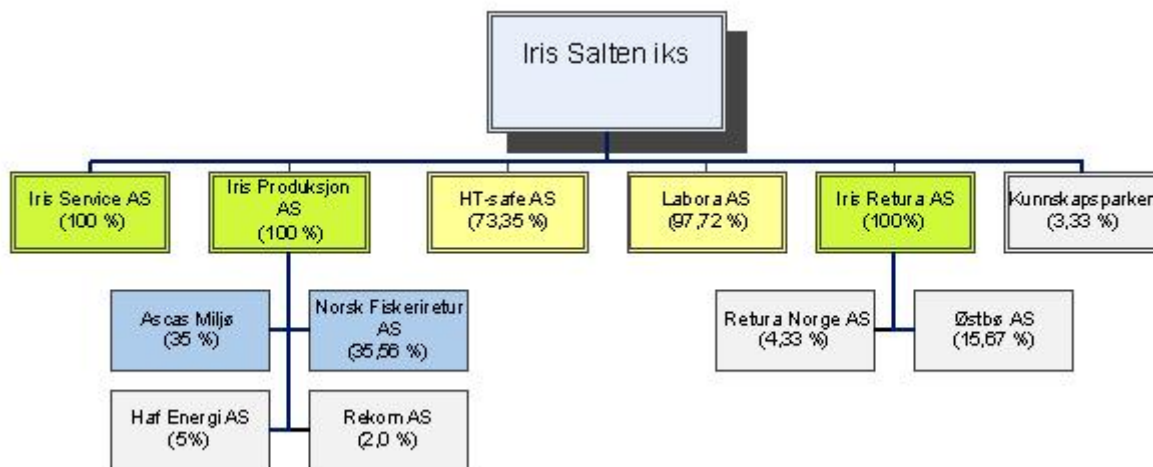 Iris Salten iks
Iris Service AS
(100 %)
Iris Produksjon
AS
(100 %)
HT-safe AS
(73,35 %)
Labora AS
(97,72 %)
Iris Retura AS
(100%)
Kunnskapsparken
(3,33 %)
Ascas Miljø
(35 %)
Norsk Fiskeriretur
AS
(35,56 %)
Retura Norge AS
(4,33 %)
Østbø AS
(15,67 %)
Haf Energi AS
(5%)
Rekom AS
(2,0 %)